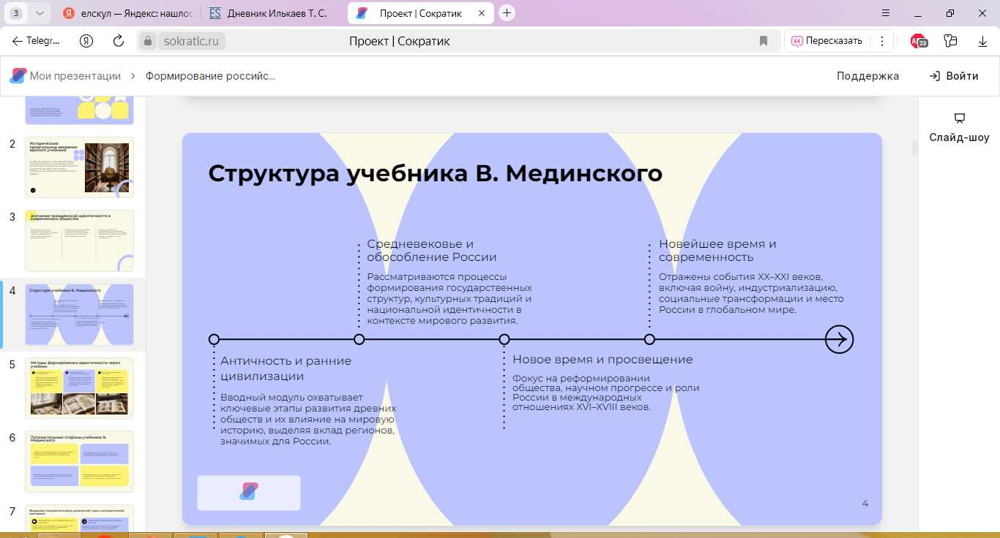 3
елскул — Яндекс: нашлос
Дневник Илькаев Т. С.
Проект | Сократик
Telegr...
sokratic.ru
Проект | Сократик
Пересказать
23
Мои презентации
Формирование российс...
Поддержка
Войти
Слайд-шоу
2
Исторические
предпосылки введения
единого учебника
3
Значение гражданской идентичности в
современном обществе
4
Структура учебника В. Мединского
5
Методы формирования идентичности через
учебник
6
Положительные стороны учебника В.
Мединского
7
Структура учебника В. Мединского
Средневековье и
обособление России
Рассматриваются процессы
формирования государственных
структур, культурных традиций и
национальной идентичности в
контексте мирового развития.
Новейшее время и
современность
Отражены события XX–XXI веков,
включая войну, индустриализацию,
социальные трансформации и место
России в глобальном мире.
Античность и ранние
цивилизации
Вводный модуль охватывает
ключевые этапы развития древних
обществ и их влияние на мировую
историю, выделяя вклад регионов,
значимых для России.
Новое время и просвещение
Фокус на реформировании
общества, научном прогрессе и роли
России в международных
отношениях XVI–XVIII веков.
4